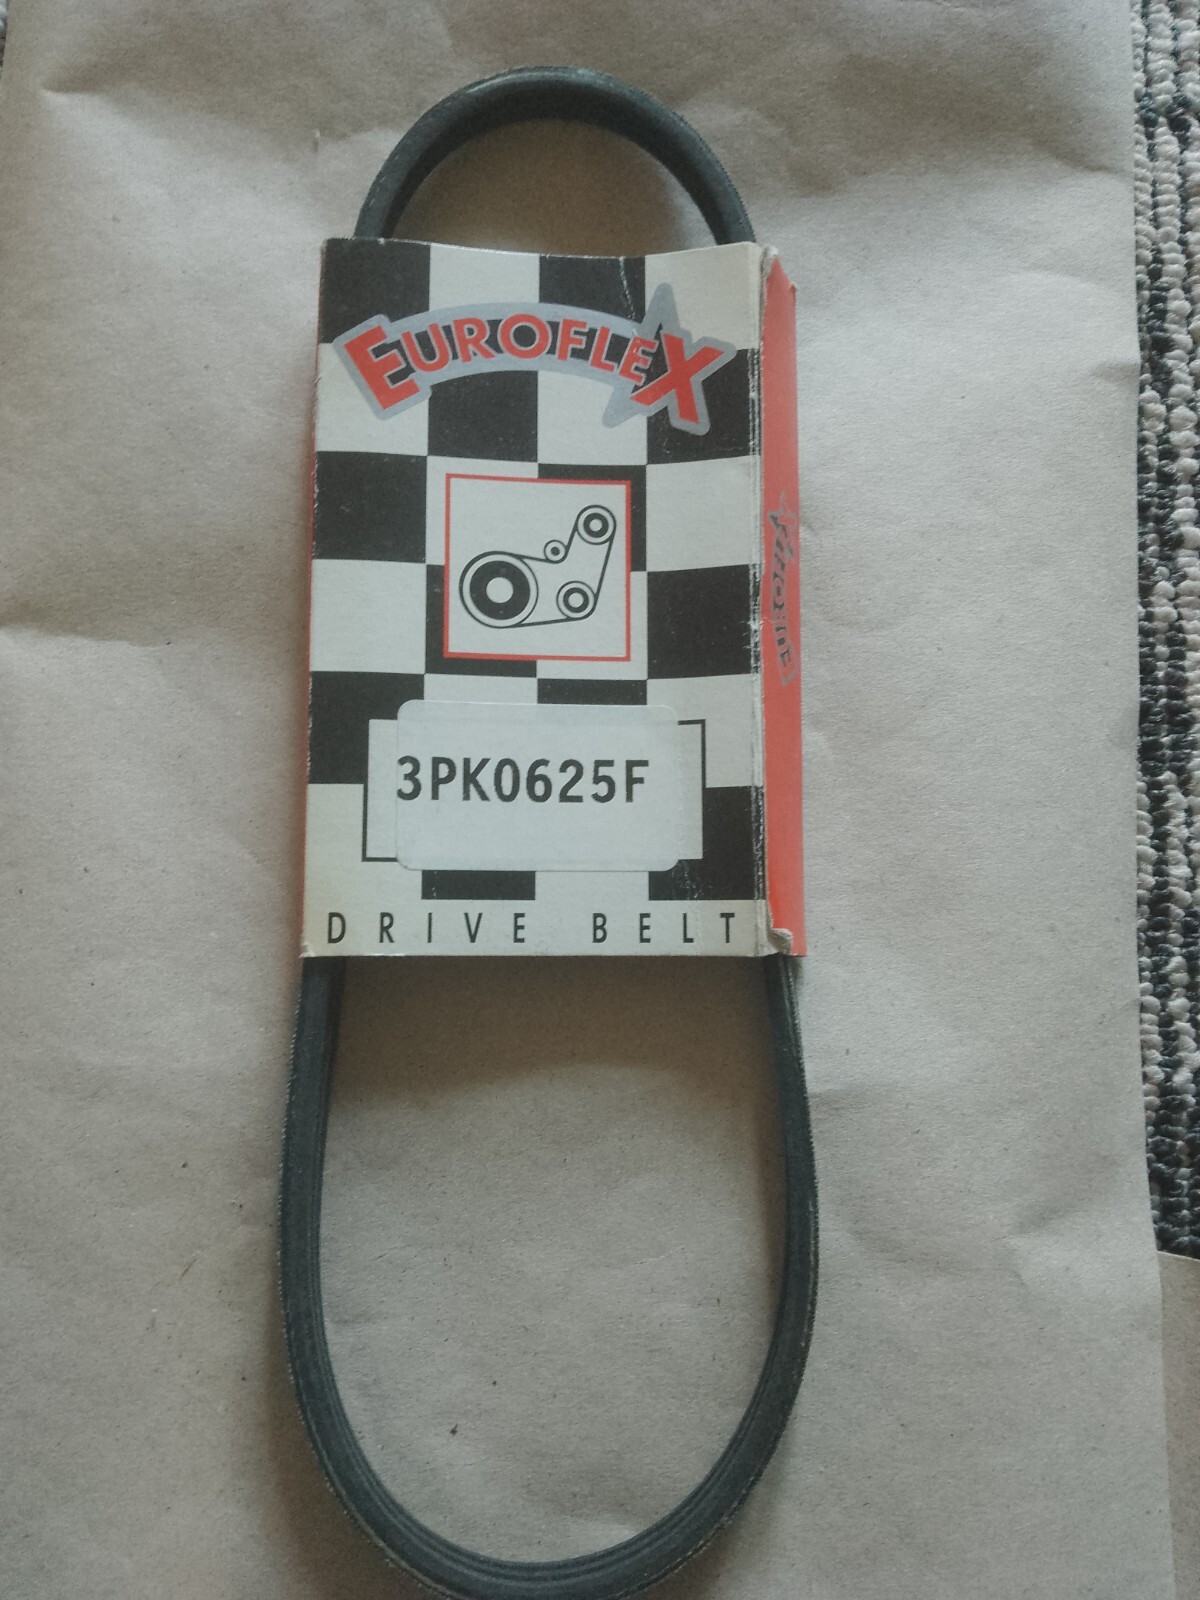 EUROFLEX
3PK0625F
DRIVE BELT